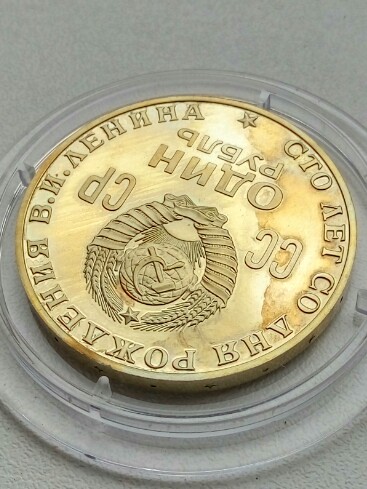 СТО ЛЕТ СО ДНЯ РОЖДЕНИЯ В.И.ЛЕНИНА
СС СР
ОДИН
РУБЛЬ